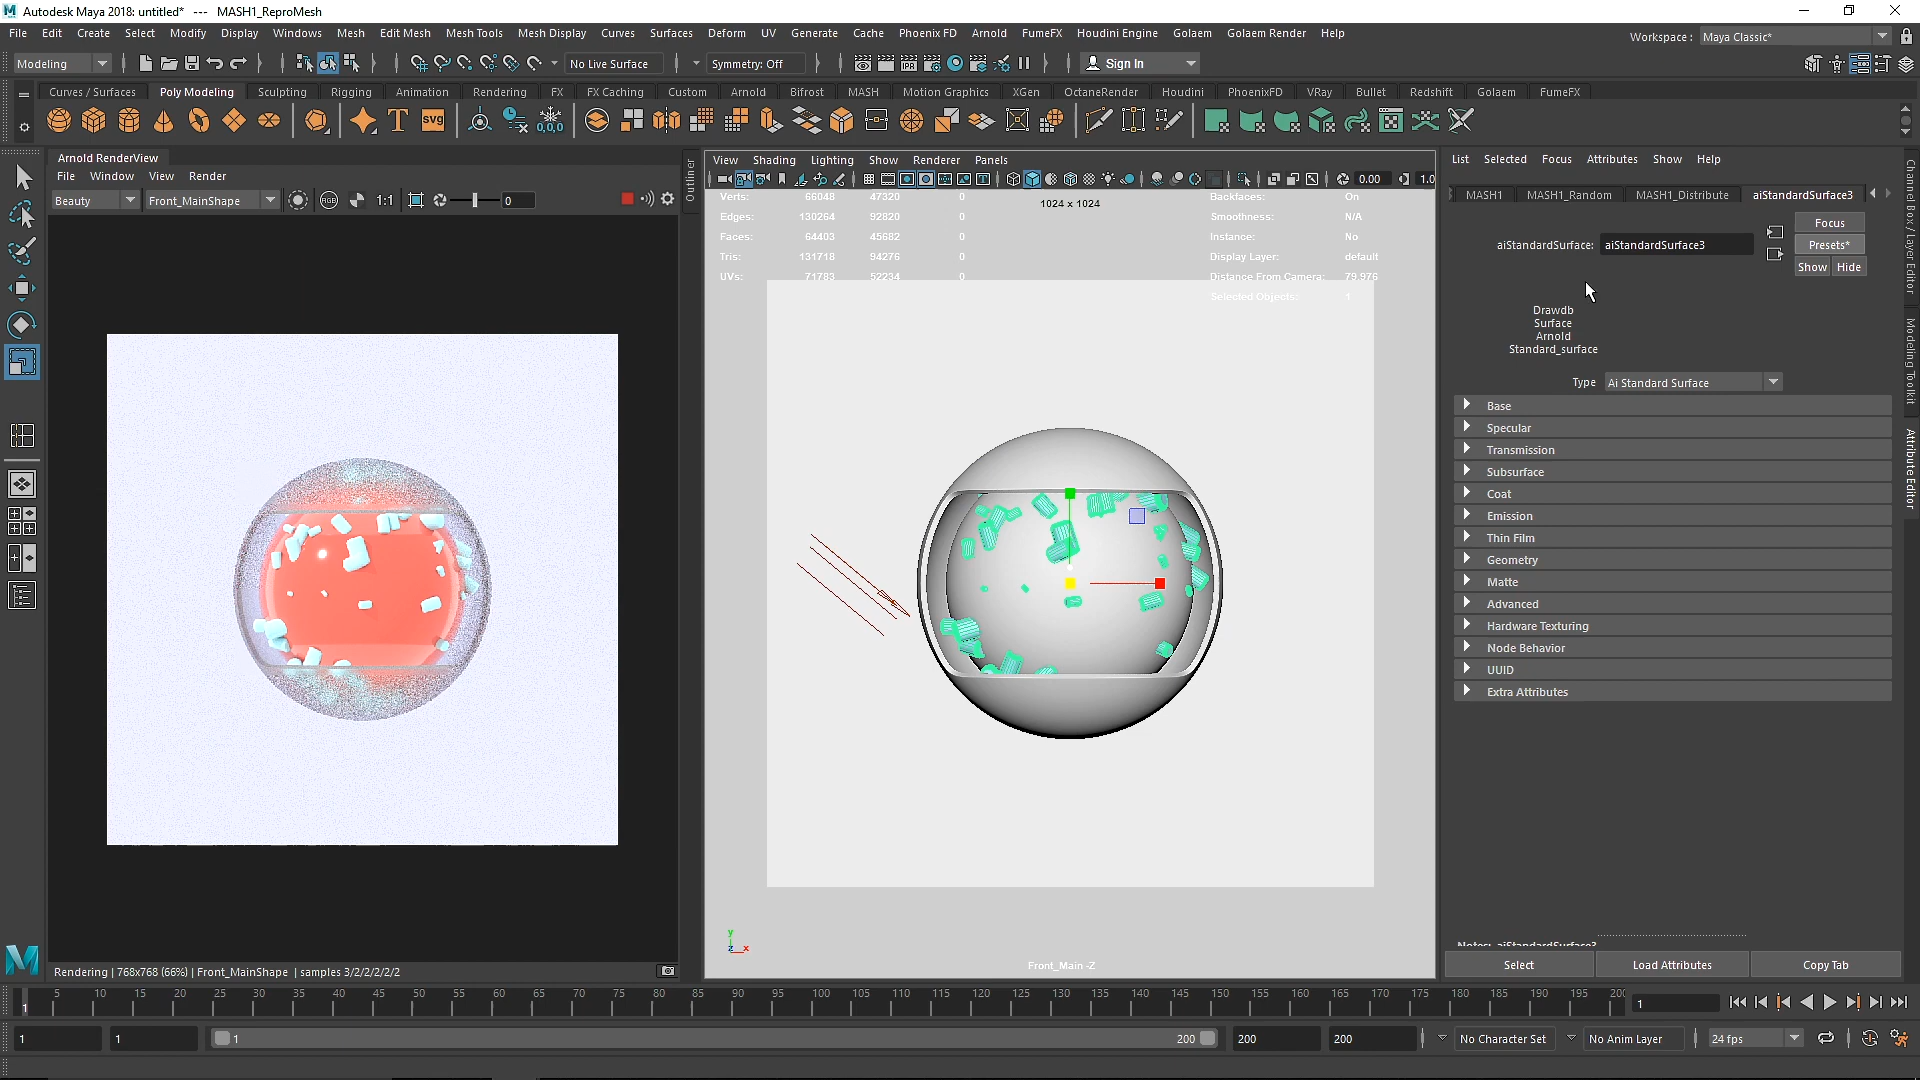 Autodesk Maya 2018: untitled* --- MASH1_ReproMesh
File Edit Create Select Modify Display Windows Mesh Edit Mesh Mesh Tools Mesh Display Curves Surfaces Deform UV Generate Cache Phoenix FD Arnold FumeFX Houdini Engine Golaem Golaem Render Help
Workspace : Maya Classic*
Modeling No Live Surface Symmetry: Off Sign In
Curves / Surfaces Poly Modeling Sculpting Rigging Animation Rendering FX FX Caching Custom Arnold Bifrost MASH Motion Graphics XGen OctaneRender Houdini PhoenixFD VRay Bullet Redshift Golaem FumeFX
Arnold RenderView
File Window View Render
Beauty Front_MainShape 1:1 0
Outliner
View Shading Lighting Show Renderer Panels
0.00 1.0
Verts: 66048 47320 0
Edges: 130264 92820 0
Faces: 64403 45682 0
Tris: 131718 94276 0
UVs: 71783 52234 0
1024 x 1024
Backfaces: On
Smoothness: N/A
Instance: No
Display Layer: default
Distance From Camera: 79.976
Selected Objects: 1
y
z x
Front_Main -Z
List Selected Focus Attributes Show Help
MASH1 MASH1_Random MASH1_Distribute aiStandardSurface3
aiStandardSurface: aiStandardSurface3
Focus
Presets*
Show Hide
Drawdb
Surface
Arnold
Standard_surface
Type Ai Standard Surface
Base
Specular
Transmission
Subsurface
Coat
Emission
Thin Film
Geometry
Matte
Advanced
Hardware Texturing
Node Behavior
UUID
Extra Attributes
Notes: aiStandardSurface3
Select Load Attributes Copy Tab
Channel Box / Layer Editor
Modeling Toolkit
Attribute Editor
Rendering | 768x768 (66%) | Front_MainShape | samples 3/2/2/2/2/2
1 5 10 15 20 25 30 35 40 45 50 55 60 65 70 75 80 85 90 95 100 105 110 115 120 125 130 135 140 145 150 155 160 165 170 175 180 185 190 195 200 1
1 1 1 200 200 200 No Character Set No Anim Layer 24 fps